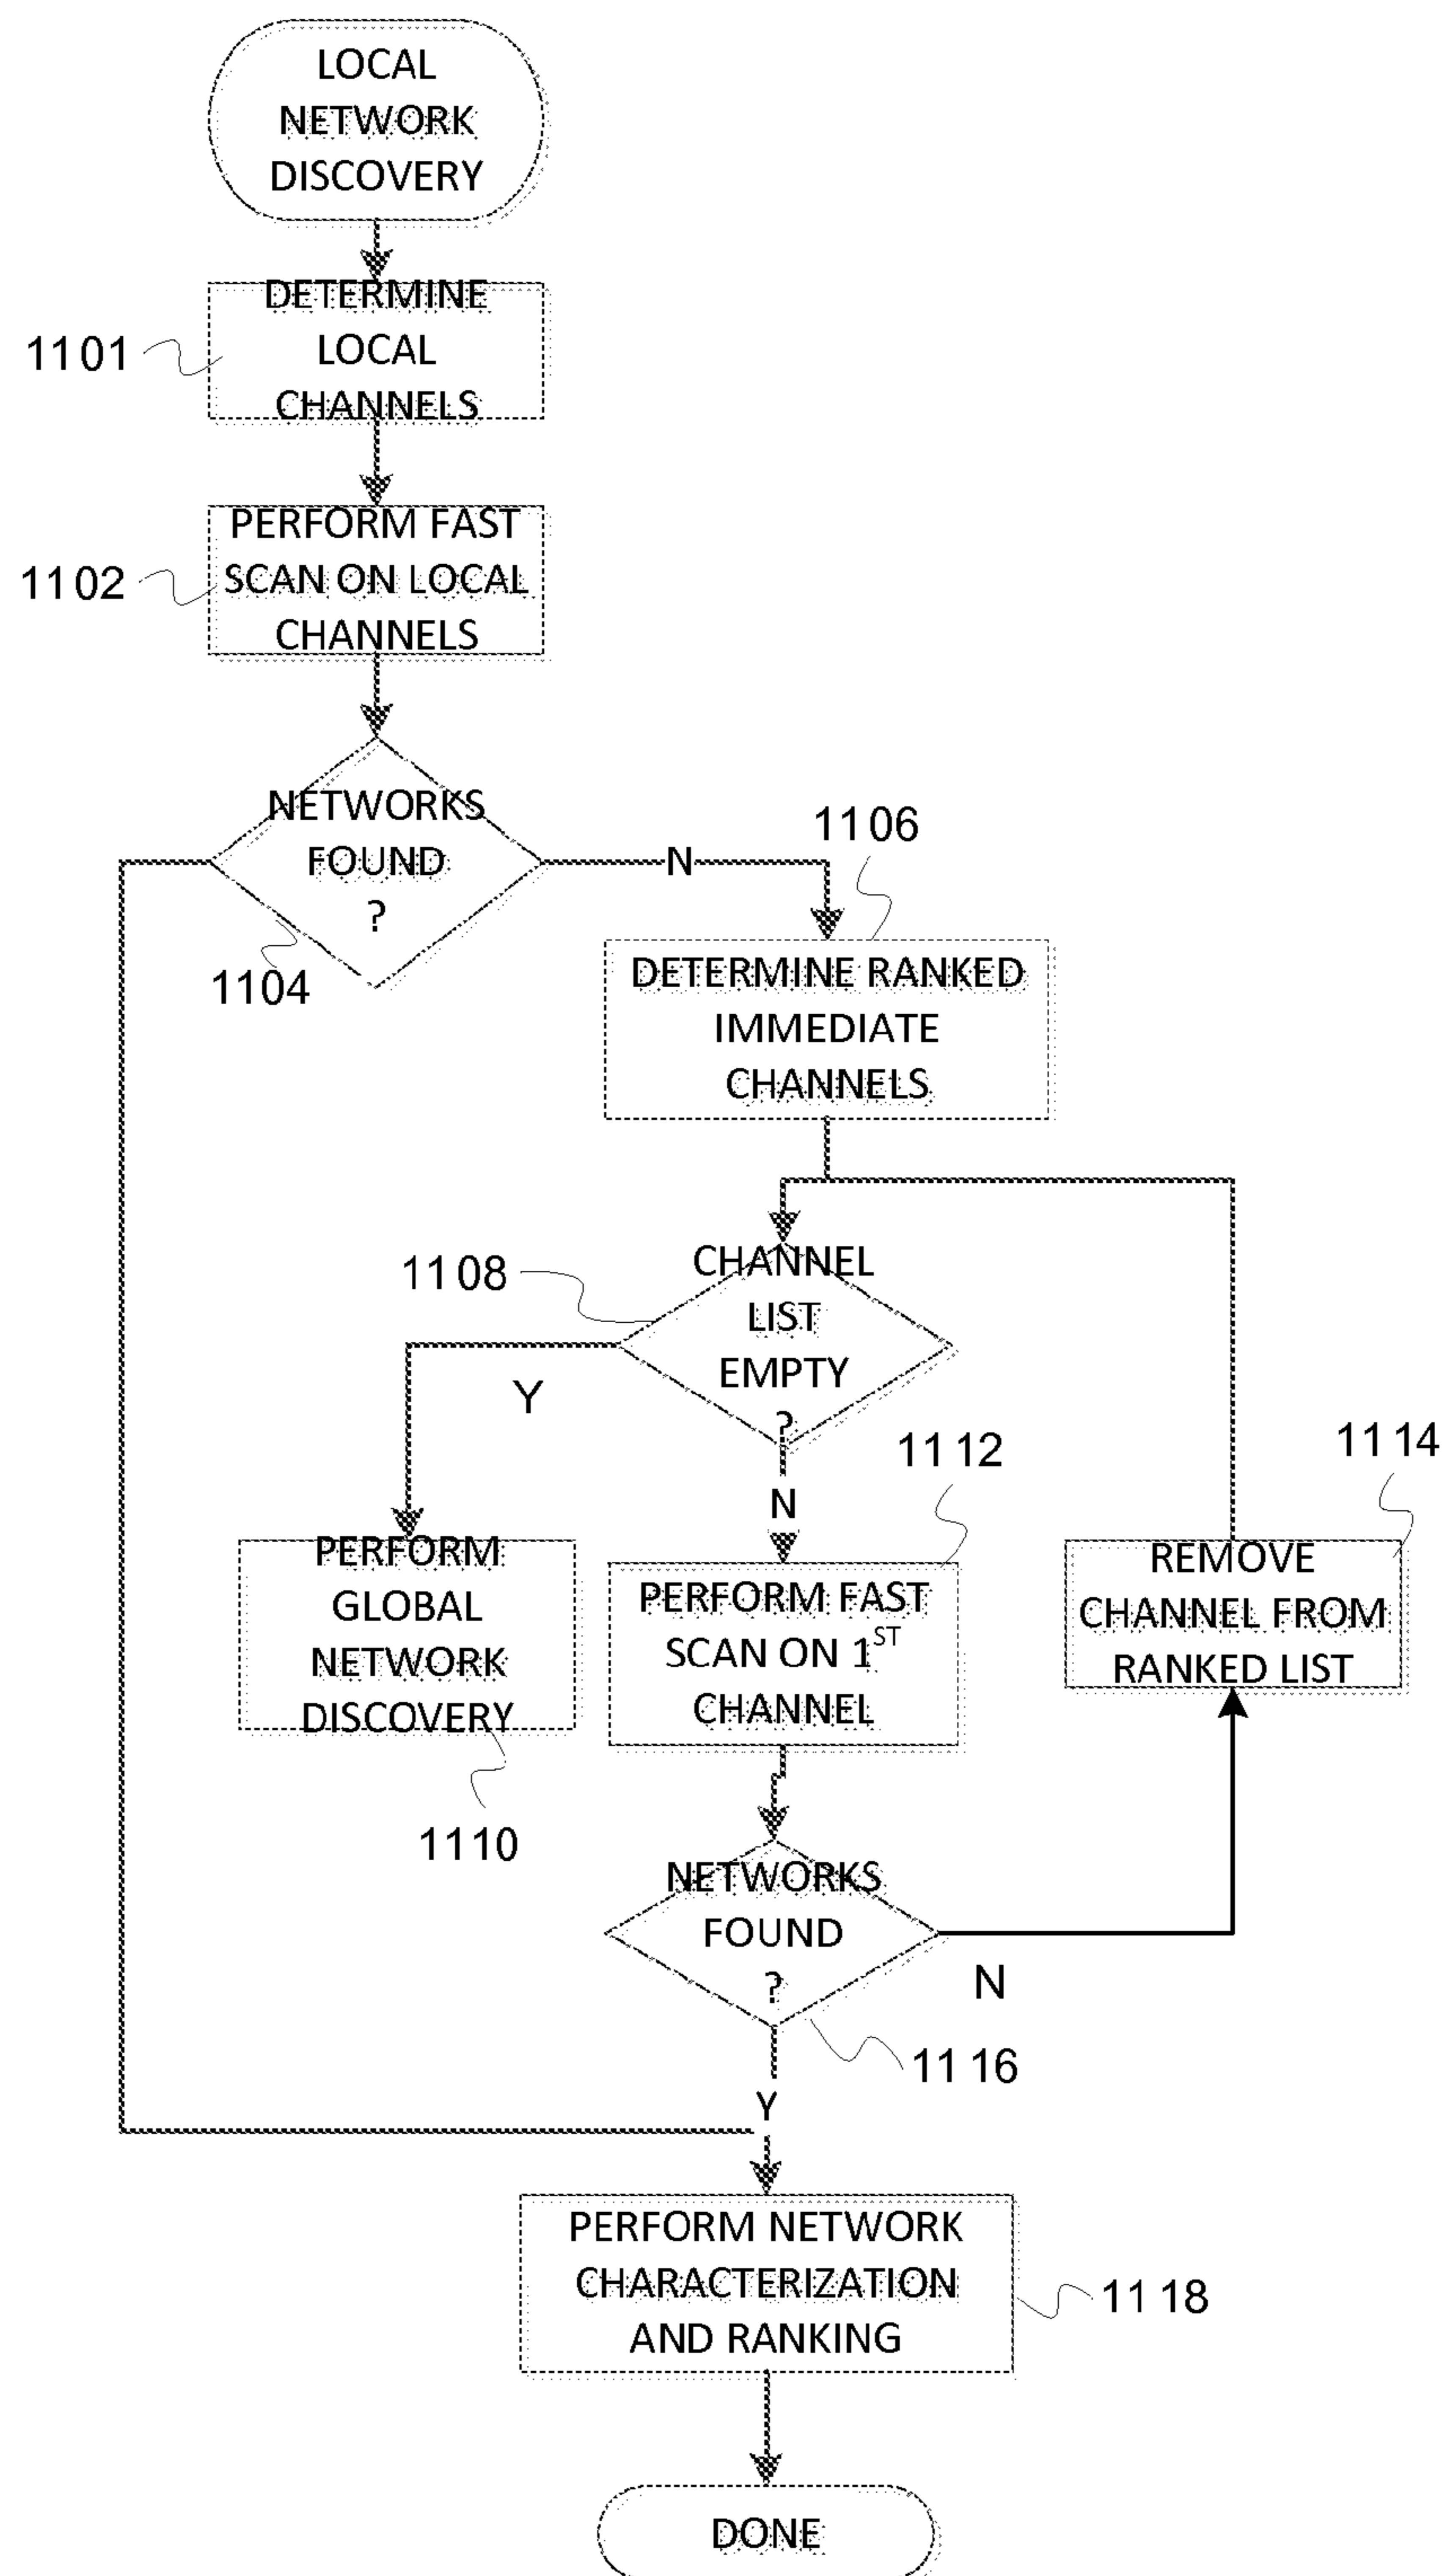 LOCAL
NETWORK
DISCOVERY
DETERMINE
LOCAL
CHANNELS
1101
PERFORM FAST
SCAN ON LOCAL
CHANNELS
1102
NETWORKS
FOUND
?
1104
N
1106
DETERMINE RANKED
IMMEDIATE
CHANNELS
1108
CHANNEL
LIST
EMPTY
?
Y
N
1112
1114
PERFORM
GLOBAL
NETWORK
DISCOVERY
1110
PERFORM FAST
SCAN ON 1ST
CHANNEL
REMOVE
CHANNEL FROM
RANKED LIST
NETWORKS
FOUND
?
N
1116
Y
PERFORM NETWORK
CHARACTERIZATION
AND RANKING
1118
DONE